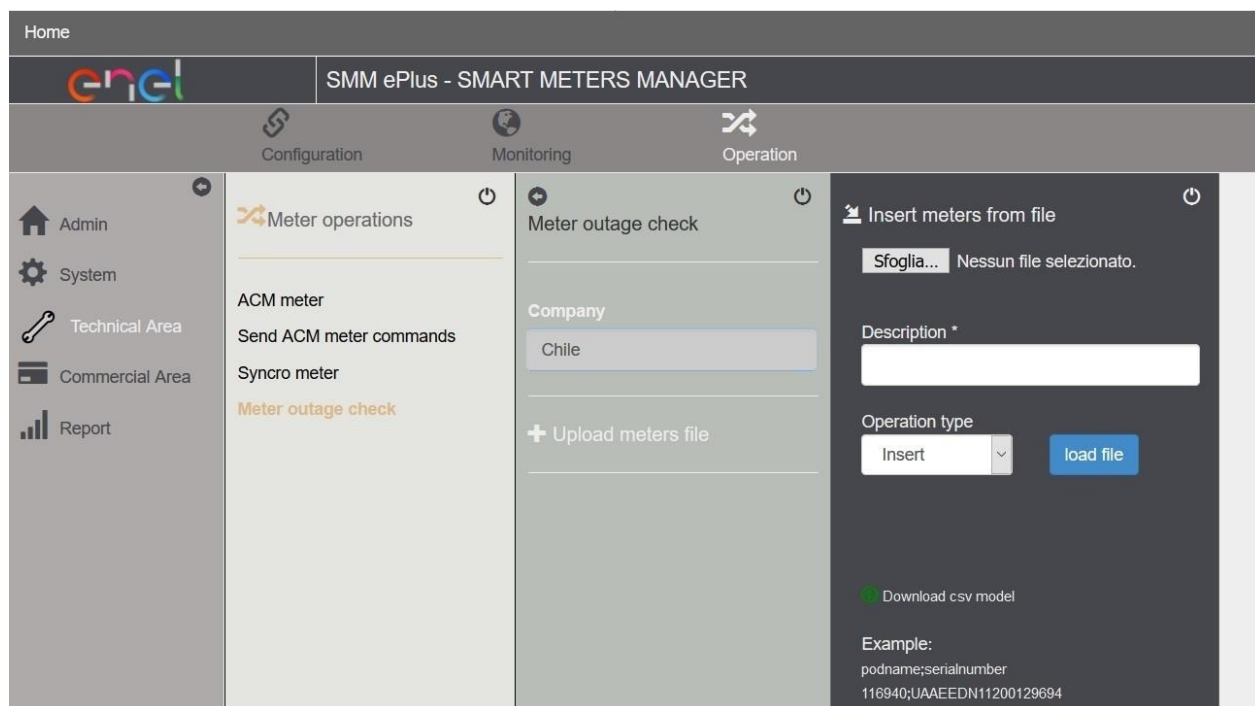 Home
enel
SMM ePlus - SMART METERS MANAGER
Configuration
Monitoring
Operation
Admin
System
Technical Area
Commercial Area
Report
Meter operations
ACM meter
Send ACM meter commands
Syncro meter
Meter outage check
Meter outage check
Company
Chile
Upload meters file
Insert meters from file
Sfoglia... Nessun file selezionato.
Description *
Operation type
Insert
load file
Download csv model
Example:
podname;serialnumber
116940;UAAEEDN11200129694